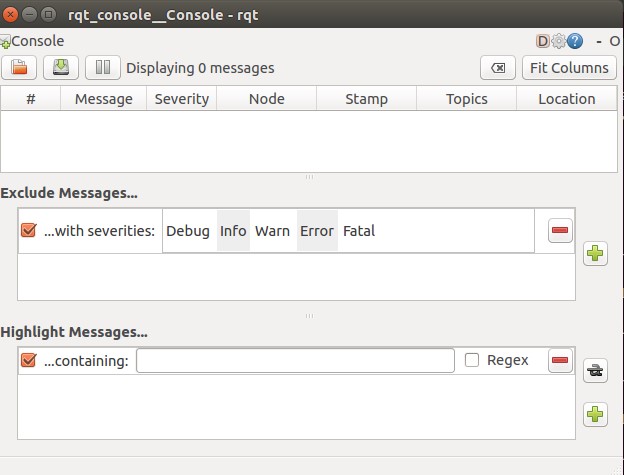 rqt_console__Console - rqt
Console D ? - O
Displaying 0 messages Fit Columns
# Message Severity Node Stamp Topics Location
Exclude Messages...
...with severities: Debug Info Warn Error Fatal
Highlight Messages...
...containing: Regex